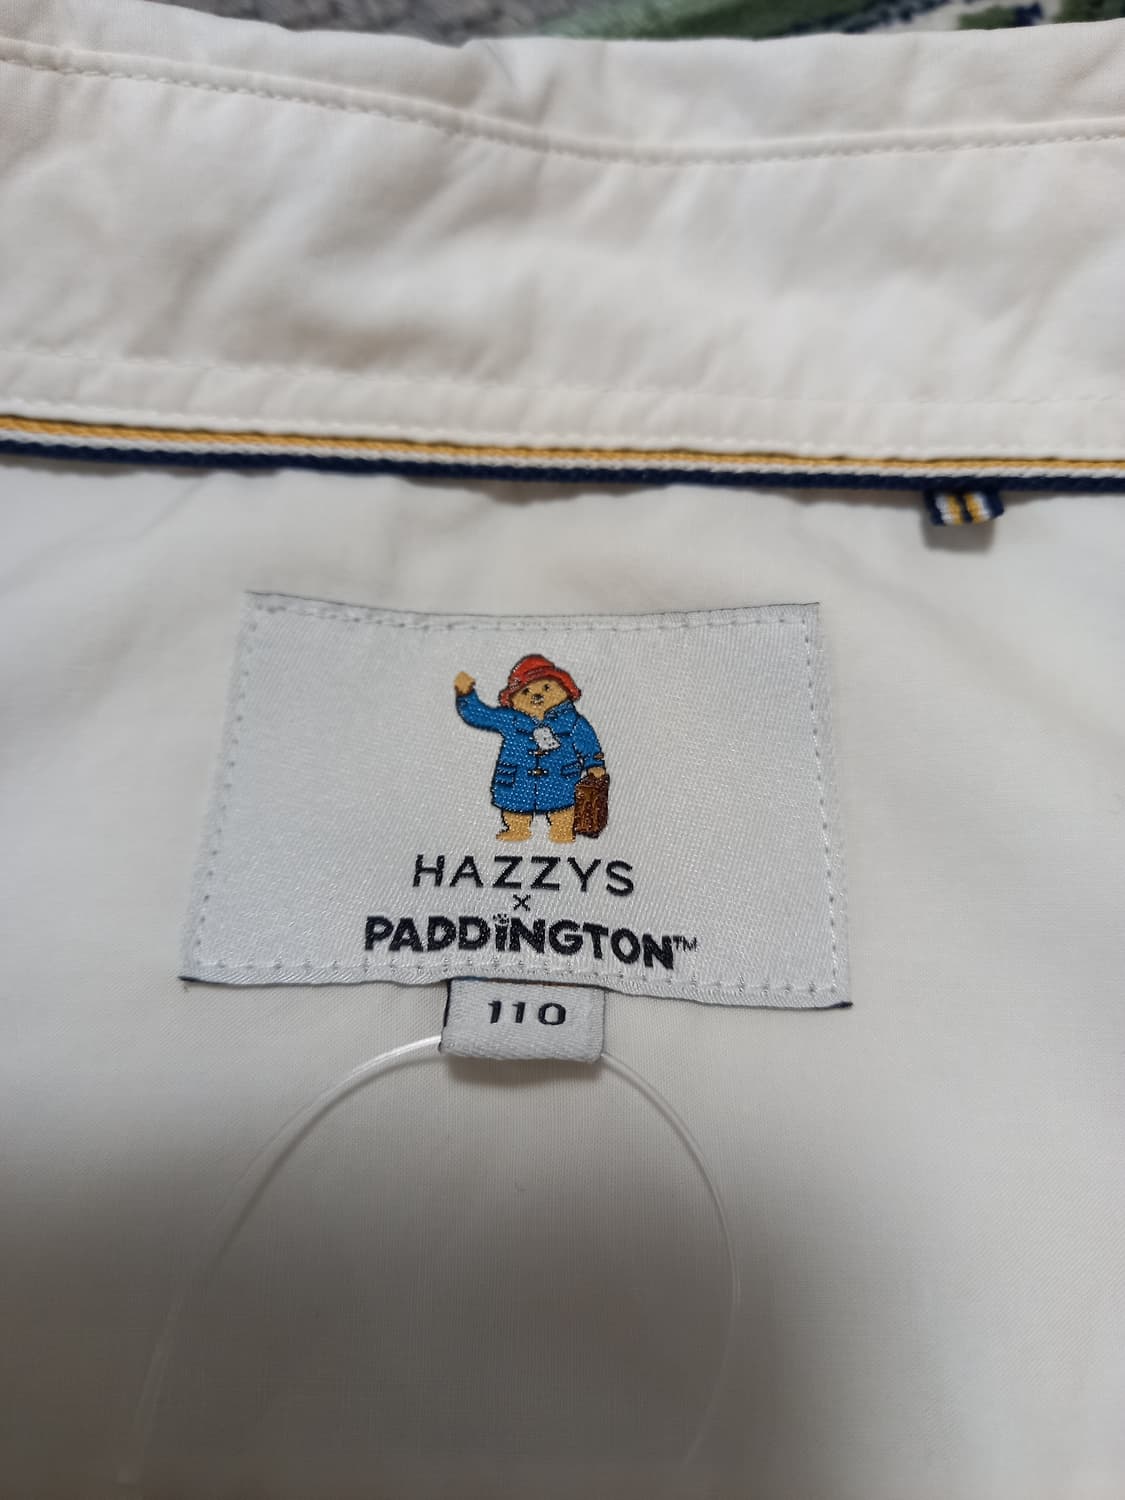 HAZZYS
×
PADDiNGTON™
110